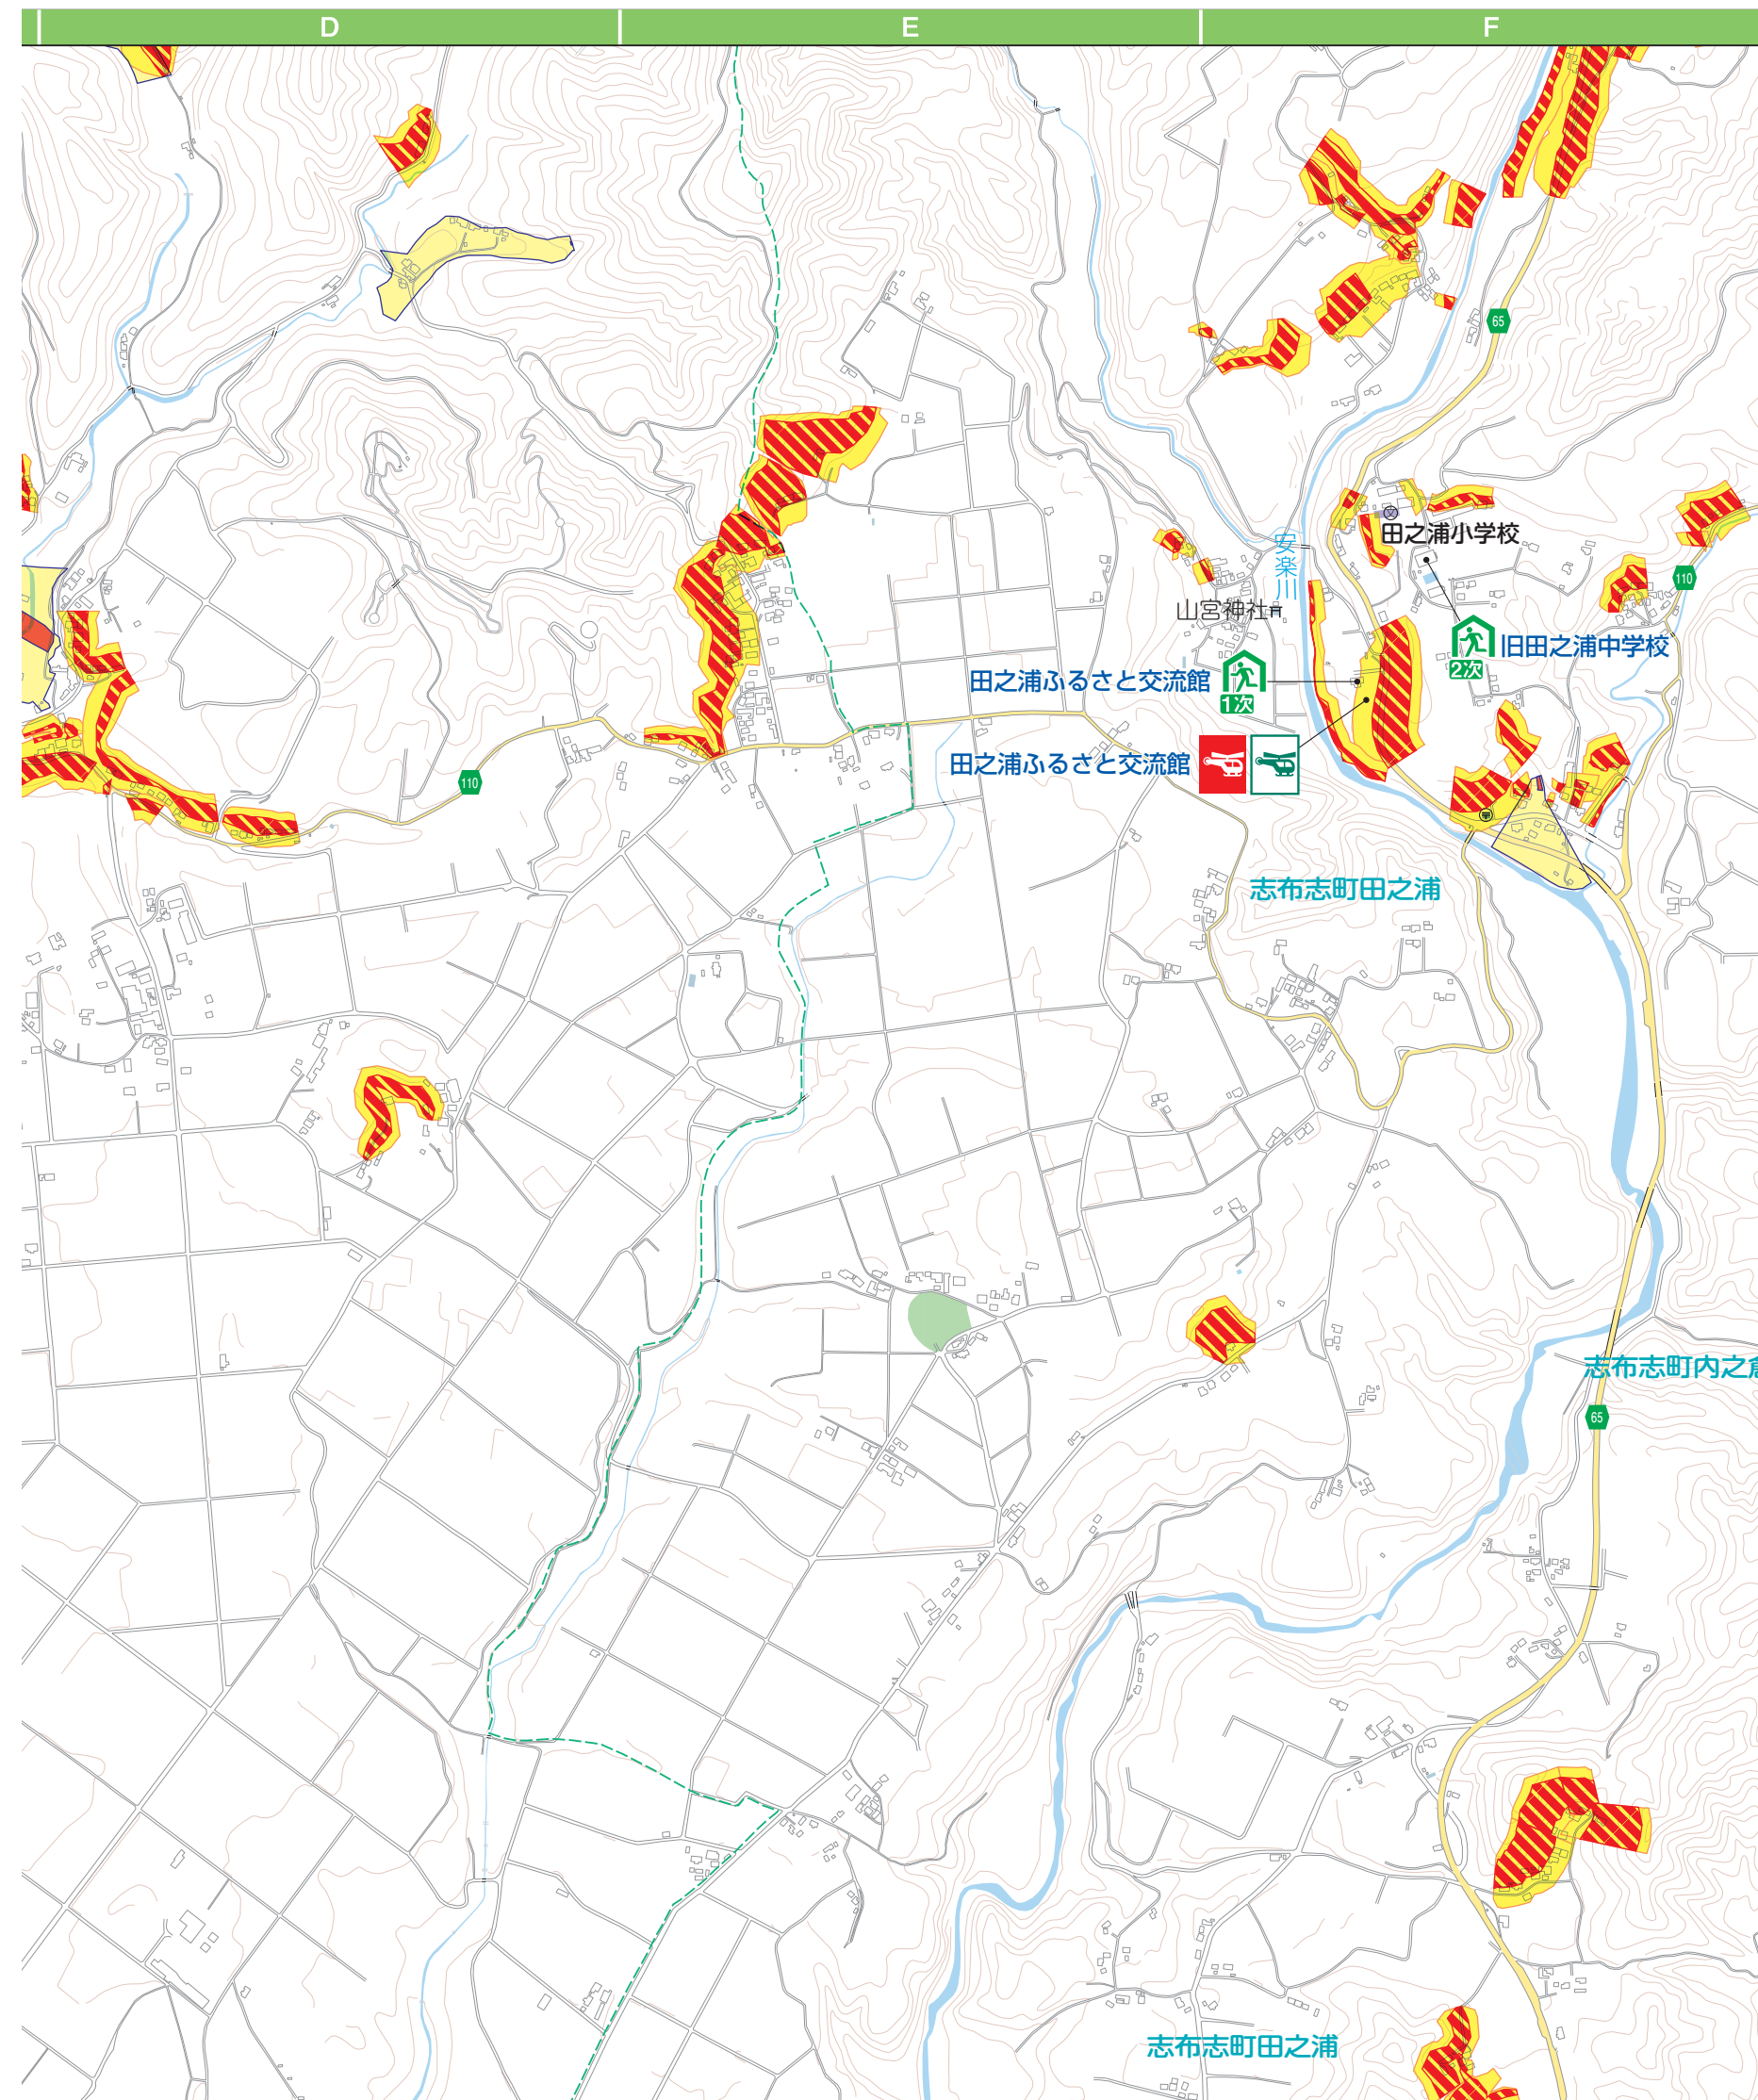 D E F
65
田之浦小学校
安楽川
110
山宮神社
旧田之浦中学校
2次
田之浦ふるさと交流館
1次
田之浦ふるさと交流館
110
志布志町田之浦
志布志町内之
65
志布志町田之浦